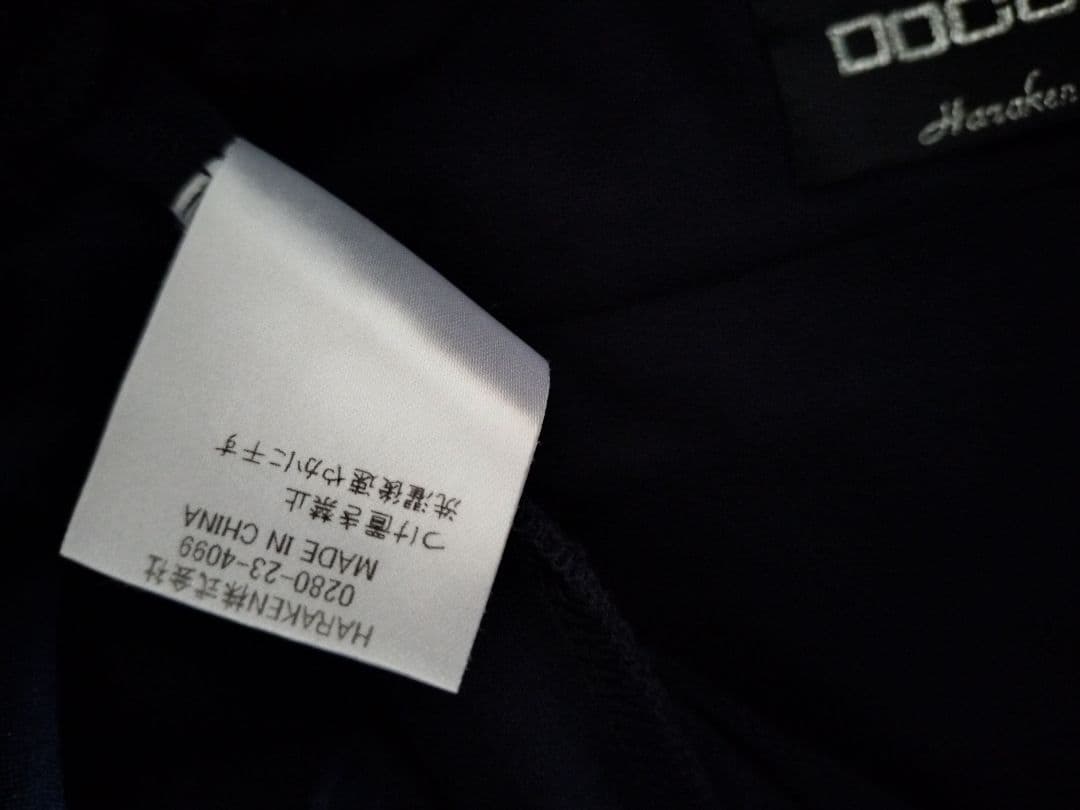 Haraken
HARAKEN株式会社
0280-23-4099
MADE IN CHINA
つけ置き禁止
洗濯後速やかに干す